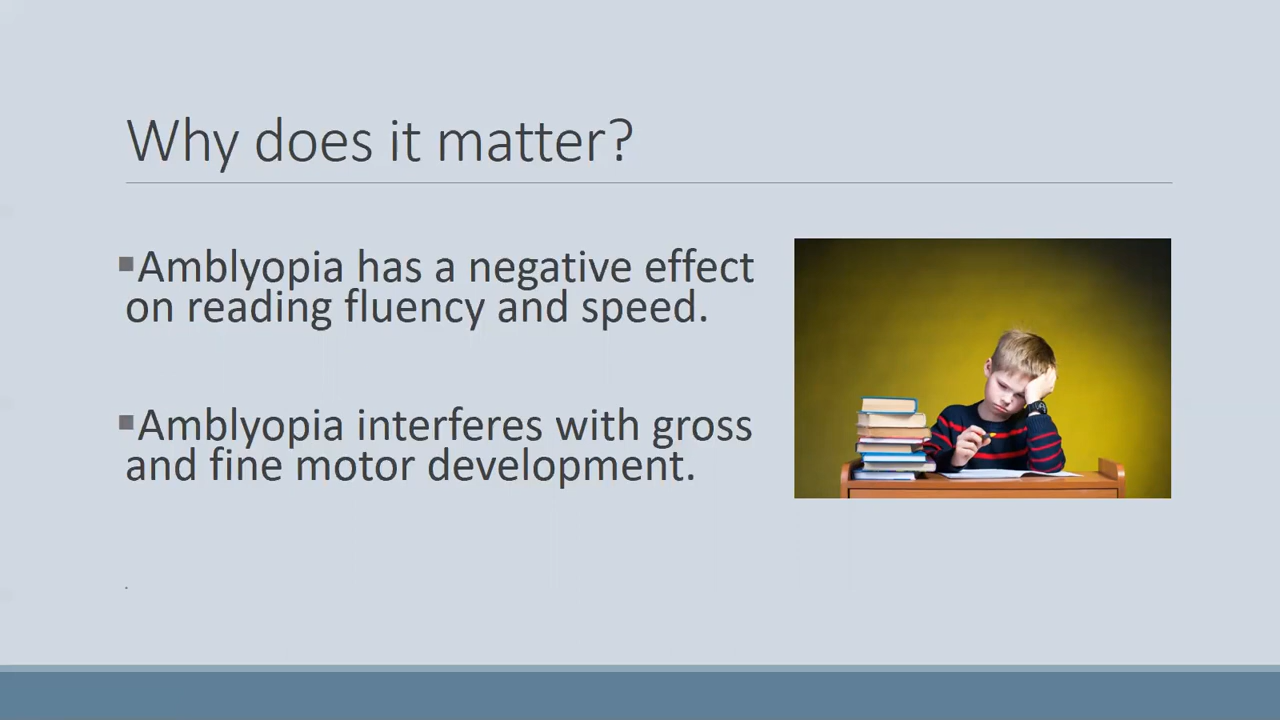 Why does it matter?
▪Amblyopia has a negative effect
on reading fluency and speed.
▪Amblyopia interferes with gross
and fine motor development.
.